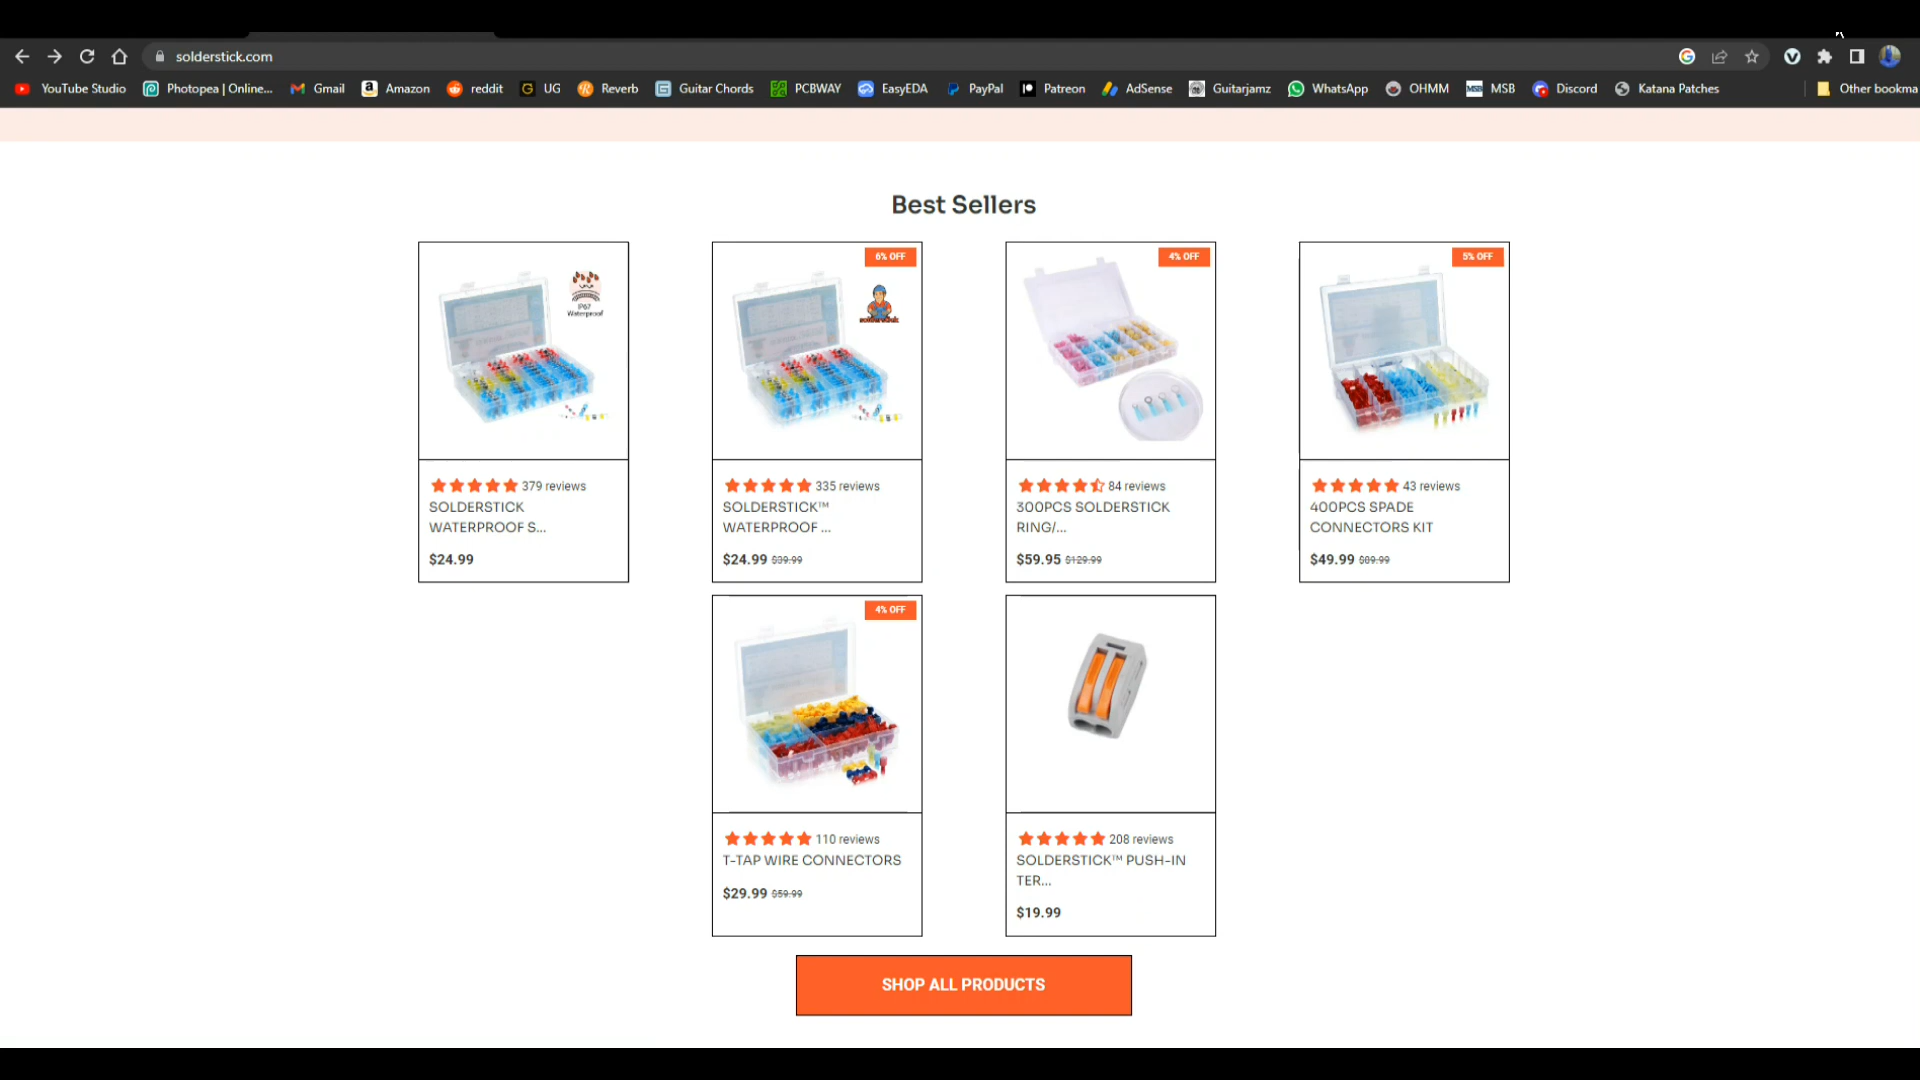 solderstick.com
YouTube Studio Photopea | Online... Gmail Amazon reddit UG Reverb Guitar Chords PCBWAY EasyEDA PayPal Patreon AdSense Guitarjamz WhatsApp OHMM MSB Discord Katana Patches Other bookma
Best Sellers
IP67
Waterproof
6% OFF
solderstick
4% OFF
5% OFF
379 reviews
SOLDERSTICK
WATERPROOF S...
$24.99
335 reviews
SOLDERSTICK™
WATERPROOF ...
$24.99 $39.99
84 reviews
300PCS SOLDERSTICK
RING/...
$59.95 $129.99
43 reviews
400PCS SPADE
CONNECTORS KIT
$49.99 $89.99
4% OFF
110 reviews
T-TAP WIRE CONNECTORS
$29.99 $59.99
208 reviews
SOLDERSTICK™ PUSH-IN
TER...
$19.99
SHOP ALL PRODUCTS